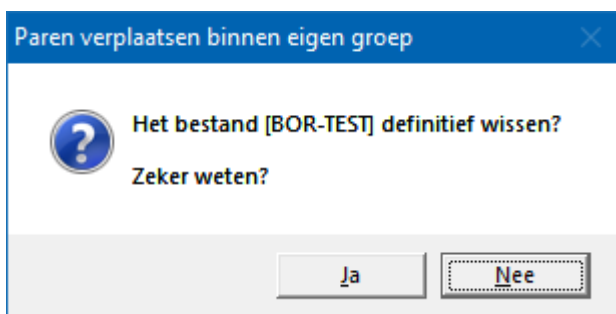 Paren verplaatsen binnen eigen groep
Het bestand [BOR-TEST] definitief wissen?
Zeker weten?
Ja
Nee